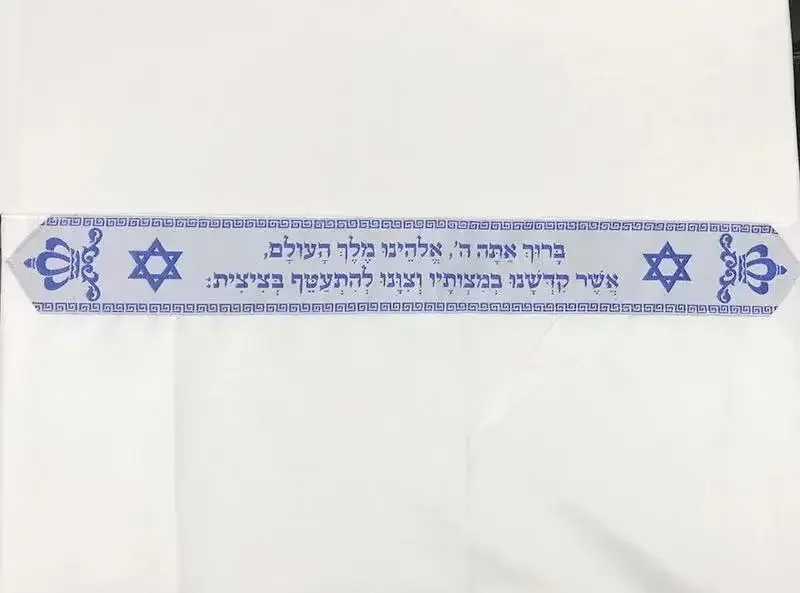 בָּרוּךְ אַתָּה ה', אֱלֹהֵינוּ מֶלֶךְ הָעוֹלָם,
אֲשֶׁר קִדְּשָׁנוּ בְּמִצְוֹתָיו וְצִוָּנוּ לְהִתְעַטֵּף בְּצִיצִית: